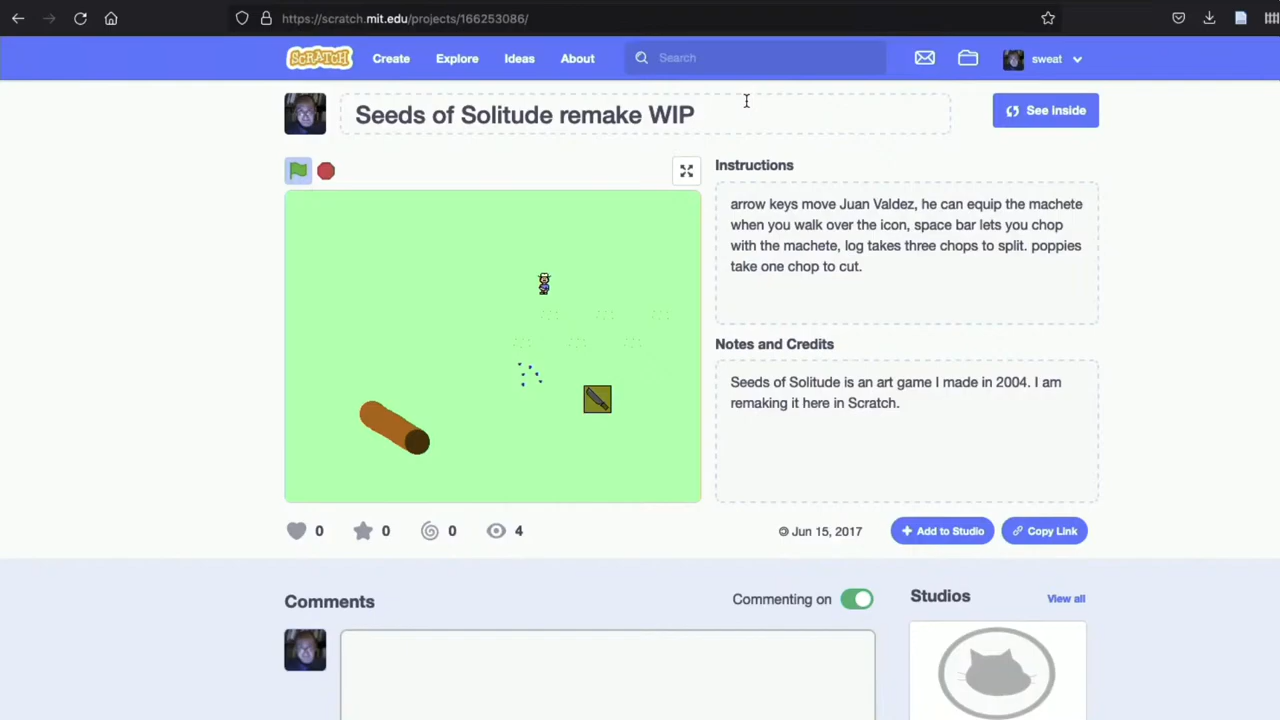 https://scratch.mit.edu/projects/166253086/
SCRATCH
Create
Explore
Ideas
About
Search
sweat
Seeds of Solitude remake WIP
See inside
Instructions
arrow keys move Juan Valdez, he can equip the machete
when you walk over the icon, space bar lets you chop
with the machete, log takes three chops to split. poppies
take one chop to cut.
Notes and Credits
Seeds of Solitude is an art game I made in 2004. I am
remaking it here in Scratch.
0
0
0
4
© Jun 15, 2017
Add to Studio
Copy Link
Comments
Commenting on
Studios
View all